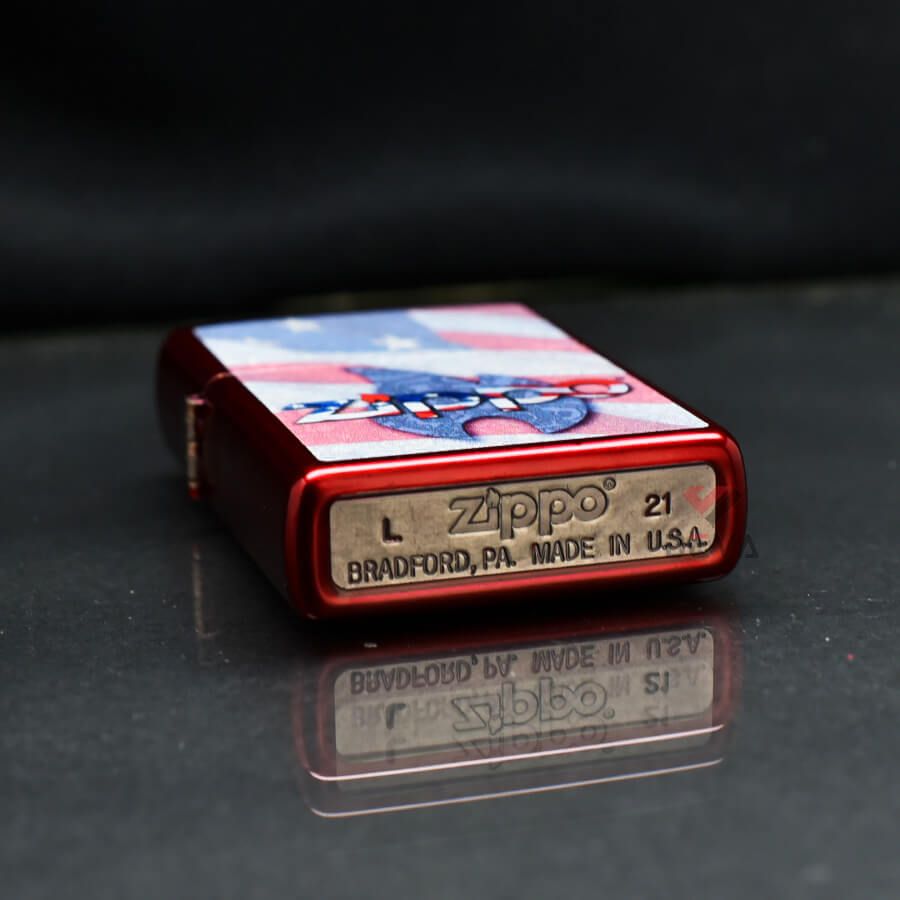 Zippo
L Zippo® 21
BRADFORD, PA. MADE IN U.S.A.